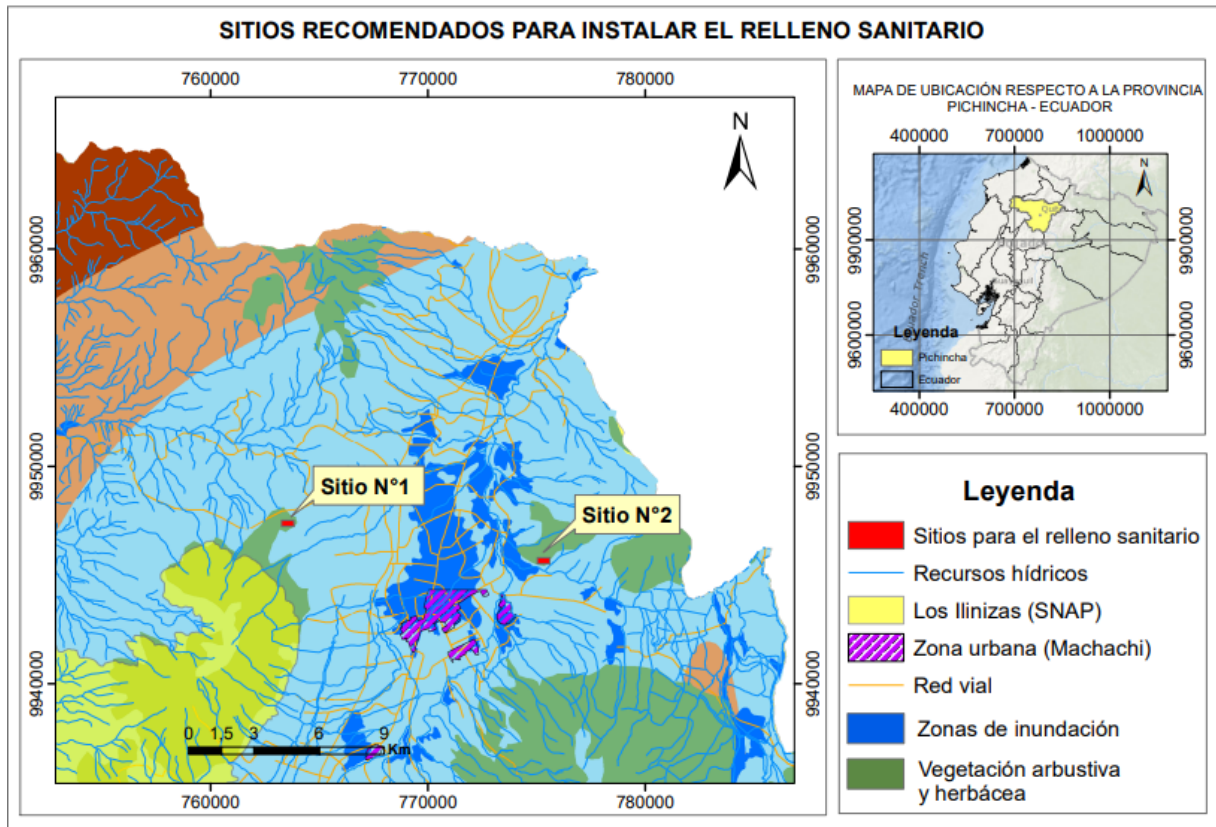 SITIOS RECOMENDADOS PARA INSTALAR EL RELLENO SANITARIO
760000 770000 780000
N
9960000 9960000
9950000 9950000
9940000 9940000
Sitio N°1
Sitio N°2
0 1,5 3 6 9
Km
760000 770000 780000
MAPA DE UBICACIÓN RESPECTO A LA PROVINCIA
PICHINCHA - ECUADOR
400000 700000 1000000
N
9900000 9900000
9600000 9600000
Leyenda
Pichincha
Ecuador
400000 700000 1000000
Leyenda
Sitios para el relleno sanitario
Recursos hídricos
Los Ilinizas (SNAP)
Zona urbana (Machachi)
Red vial
Zonas de inundación
Vegetación arbustiva
y herbácea